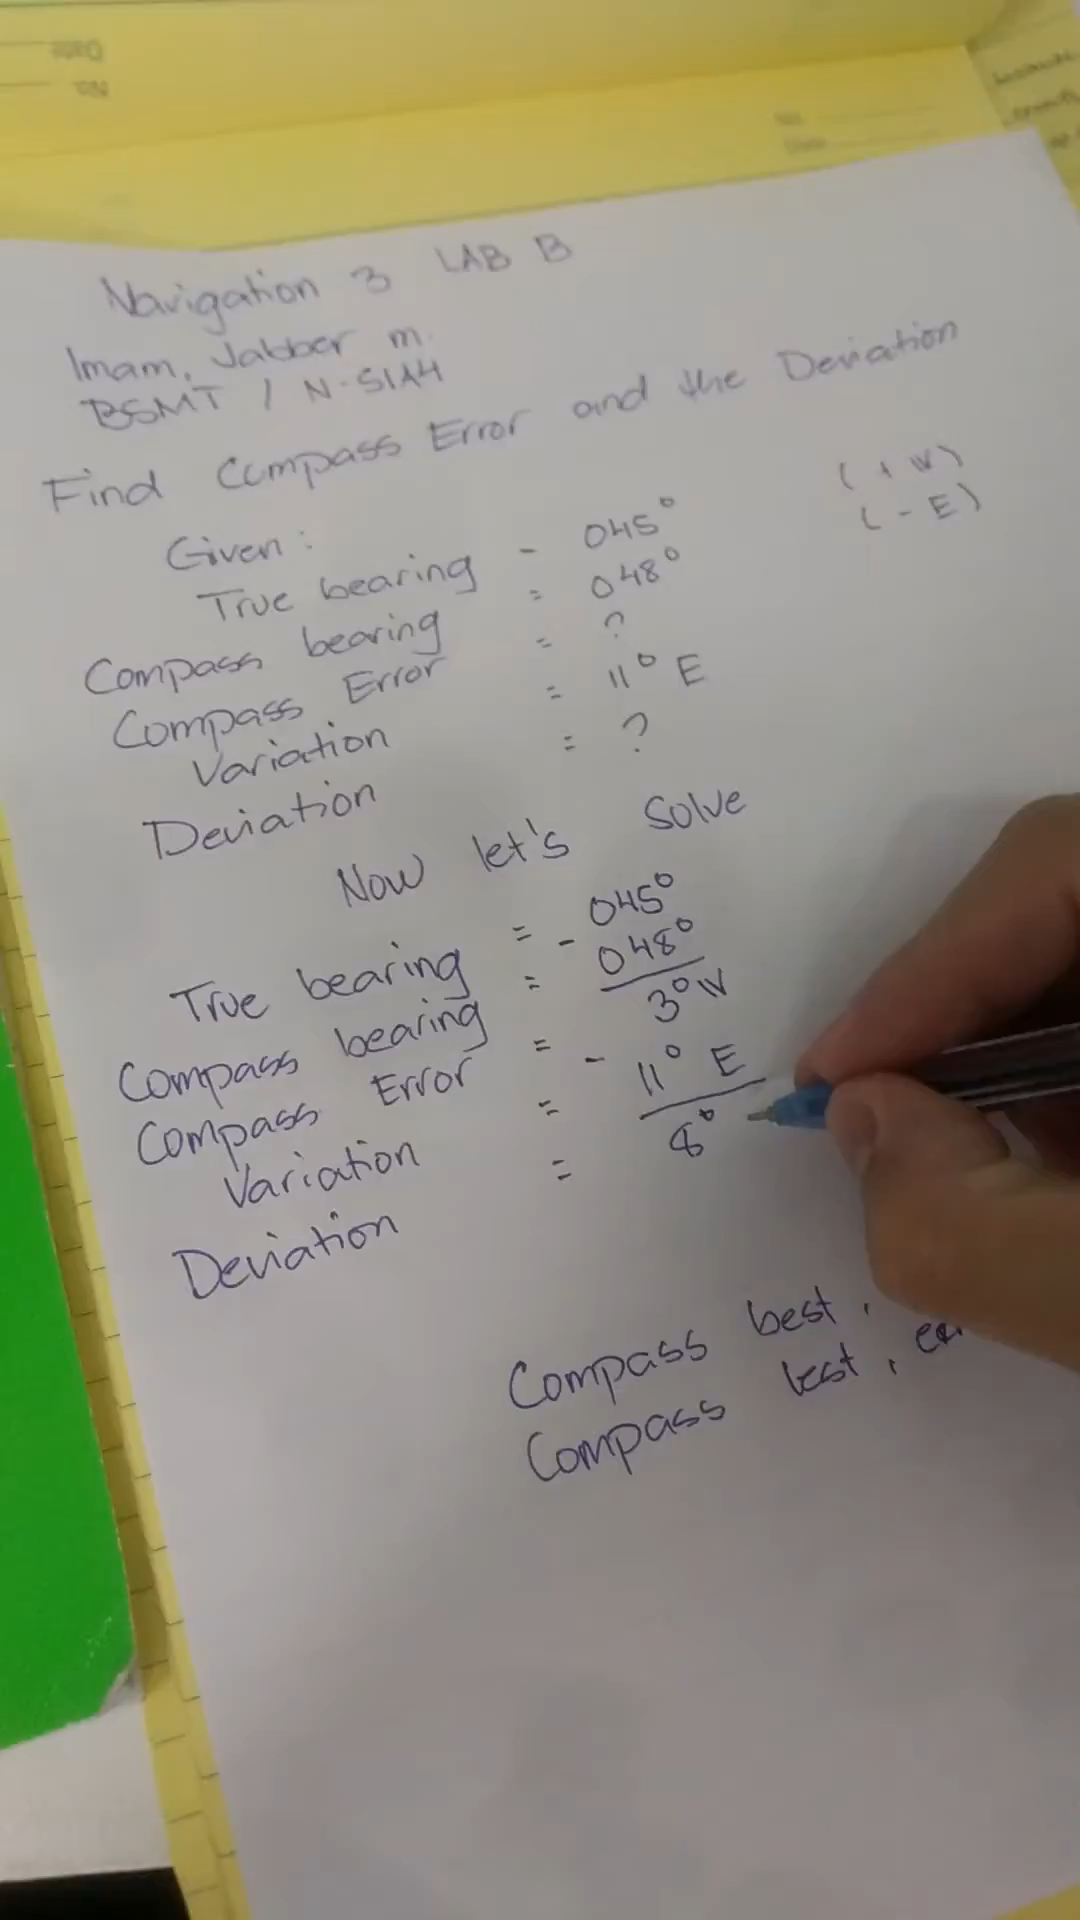 Navigation 3 LAB B
Imam, Jabber m.
BSMT / N-S1A4
Find Compass Error and the Deviation
(+ W)
(- E)
Given:
True bearing - 045°
Compass bearing = 048°
Compass Error = ?
Variation = 11° E
Deviation = ?
Now let's Solve
True bearing = - 045°
Compass bearing = 048°
Compass Error = 3° W
Variation = - 11° E
Deviation = 8°
Compass best,
Compass lest,